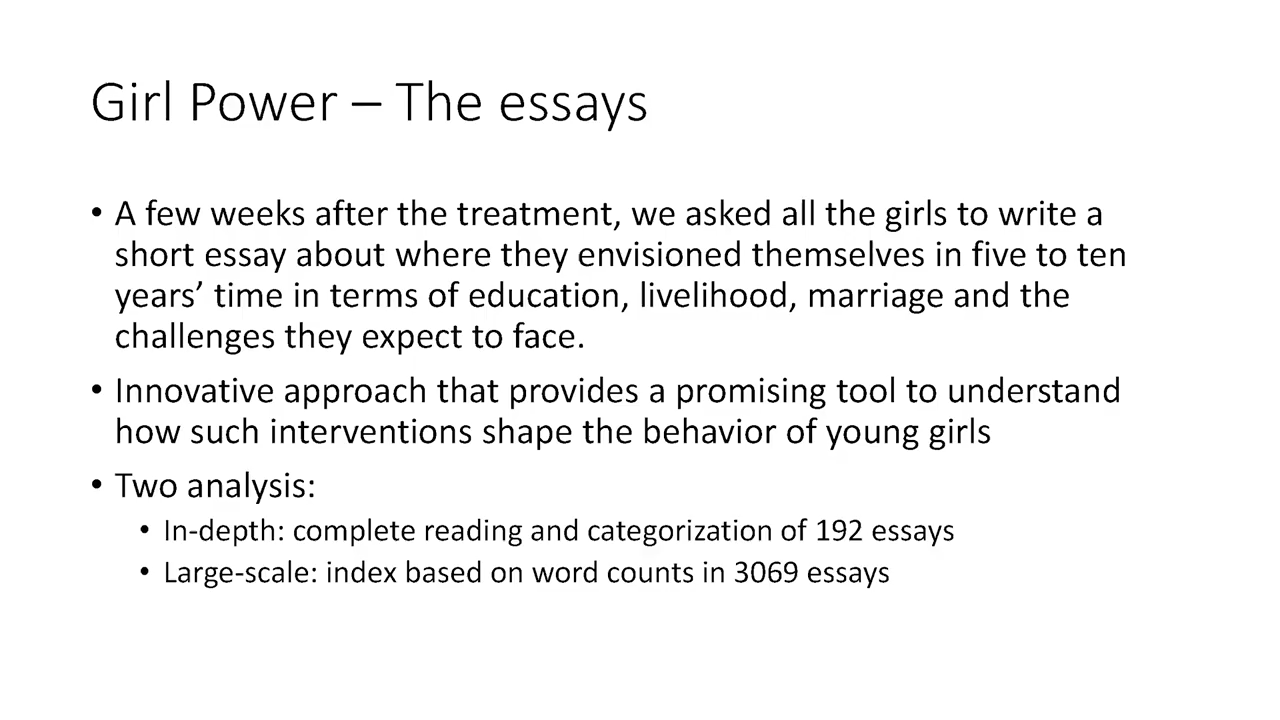 Girl Power – The essays
• A few weeks after the treatment, we asked all the girls to write a
short essay about where they envisioned themselves in five to ten
years’ time in terms of education, livelihood, marriage and the
challenges they expect to face.
• Innovative approach that provides a promising tool to understand
how such interventions shape the behavior of young girls
• Two analysis:
• In-depth: complete reading and categorization of 192 essays
• Large-scale: index based on word counts in 3069 essays